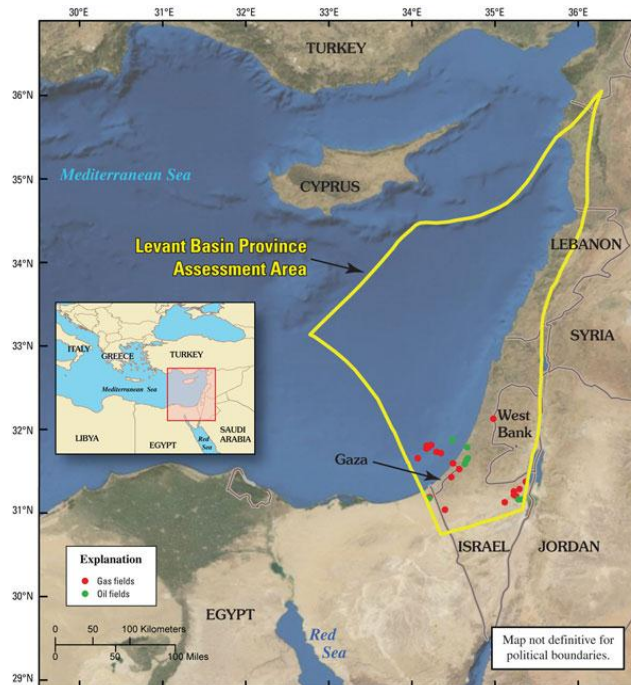 30°E 31°E 32°E 33°E 34°E 35°E 36°E
TURKEY
36°N
35°N
34°N
33°N
32°N
31°N
30°N
29°N
Mediterranean Sea
CYPRUS
Levant Basin Province
Assessment Area
LEBANON
SYRIA
ITALY
GREECE
TURKEY
Mediterranean Sea
LIBYA
EGYPT
Red
Sea
SAUDI
ARABIA
West
Bank
Gaza
ISRAEL
JORDAN
EGYPT
Red
Sea
Explanation
Gas fields
Oil fields
0 50 100 Kilometers
0 50 100 Miles
Map not definitive for
political boundaries.